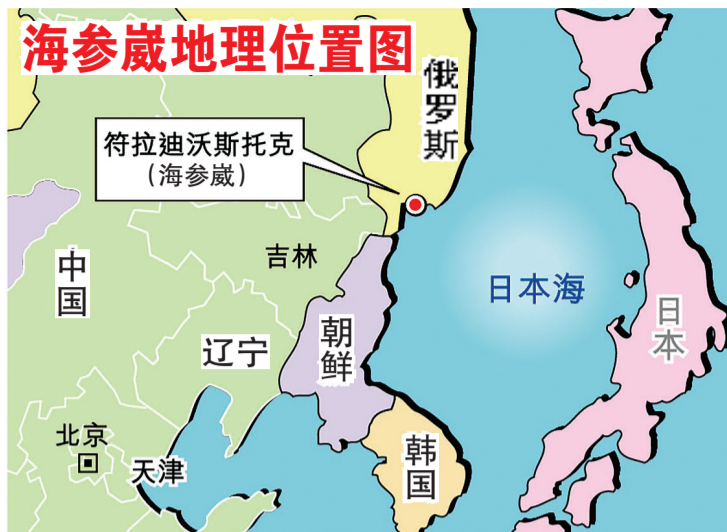 海参崴地理位置图
俄罗斯
符拉迪沃斯托克
（海参崴）
吉林
中国
日本海
日本
辽宁
朝鲜
北京
天津
韩国